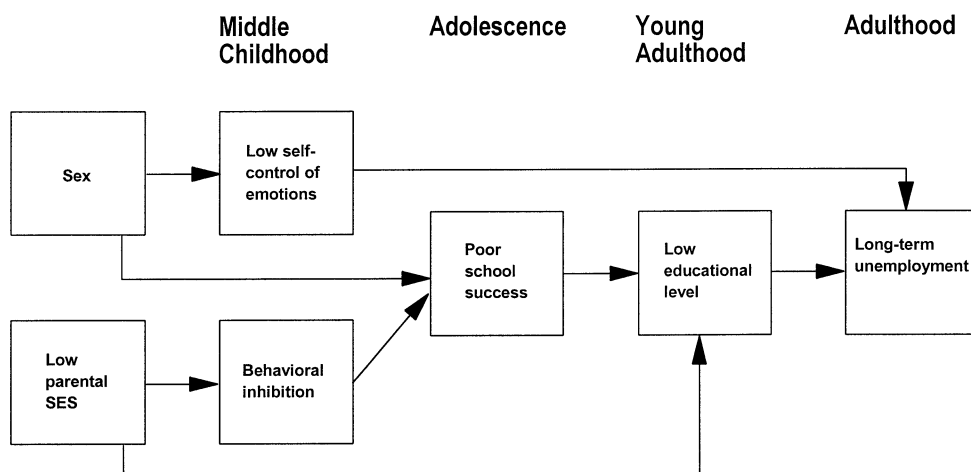 Middle
Childhood
Adolescence
Young
Adulthood
Adulthood
Sex
Low self-
control of
emotions
Poor
school
success
Low
educational
level
Long-term
unemployment
Low
parental
SES
Behavioral
inhibition